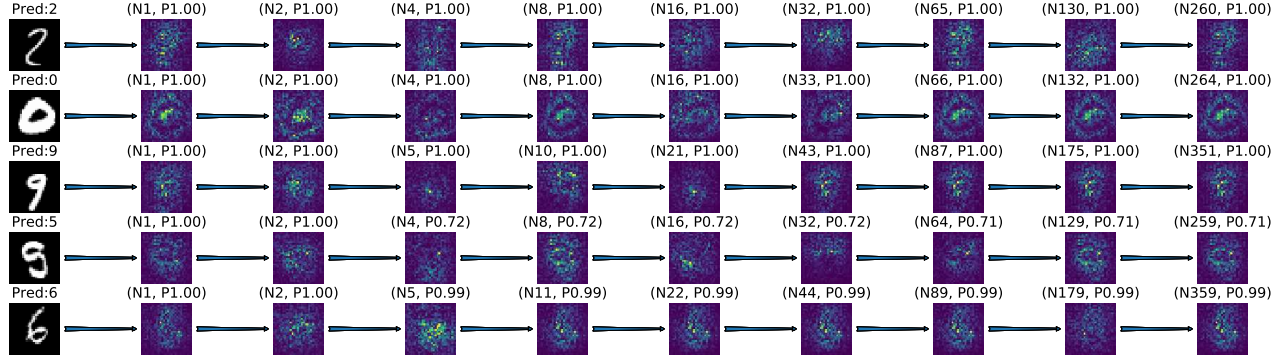 Pred:2 (N1, P1.00) (N2, P1.00) (N4, P1.00) (N8, P1.00) (N16, P1.00) (N32, P1.00) (N65, P1.00) (N130, P1.00) (N260, P1.00)
2
Pred:0 (N1, P1.00) (N2, P1.00) (N4, P1.00) (N8, P1.00) (N16, P1.00) (N33, P1.00) (N66, P1.00) (N132, P1.00) (N264, P1.00)
0
Pred:9 (N1, P1.00) (N2, P1.00) (N5, P1.00) (N10, P1.00) (N21, P1.00) (N43, P1.00) (N87, P1.00) (N175, P1.00) (N351, P1.00)
9
Pred:5 (N1, P1.00) (N2, P1.00) (N4, P0.72) (N8, P0.72) (N16, P0.72) (N32, P0.72) (N64, P0.71) (N129, P0.71) (N259, P0.71)
Pred:6 (N1, P1.00) (N2, P1.00) (N5, P0.99) (N11, P0.99) (N22, P0.99) (N44, P0.99) (N89, P0.99) (N179, P0.99) (N359, P0.99)
6